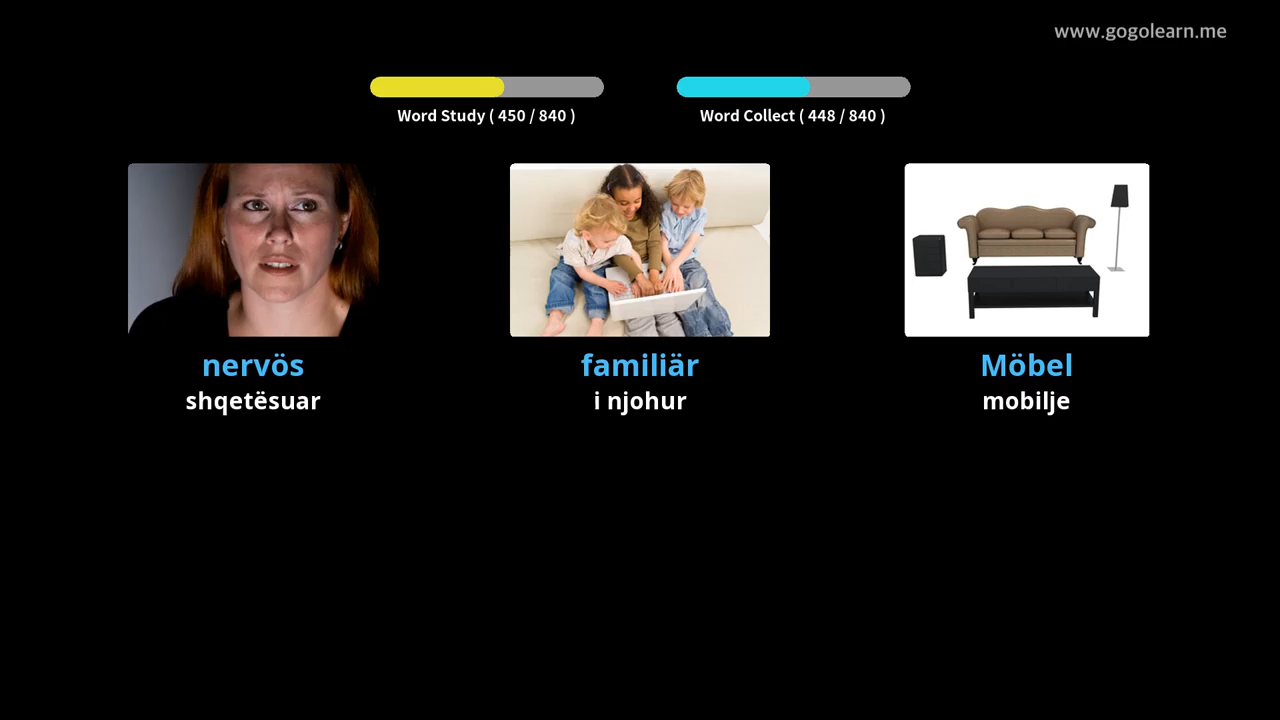 www.gogolearn.me
Word Study ( 450 / 840 )
Word Collect ( 448 / 840 )
nervös
shqetësuar
familiär
i njohur
Möbel
mobilje